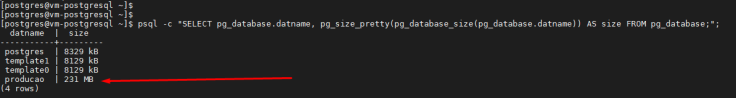 [postgres@vm-postgresql ~]$
[postgres@vm-postgresql ~]$
[postgres@vm-postgresql ~]$ psql -c "SELECT pg_database.datname, pg_size_pretty(pg_database_size(pg_database.datname)) AS size FROM pg_database;";
  datname  |  size
-----------+---------
 postgres  | 8329 kB
 template1 | 8129 kB
 template0 | 8129 kB
 producao  | 231 MB
(4 rows)